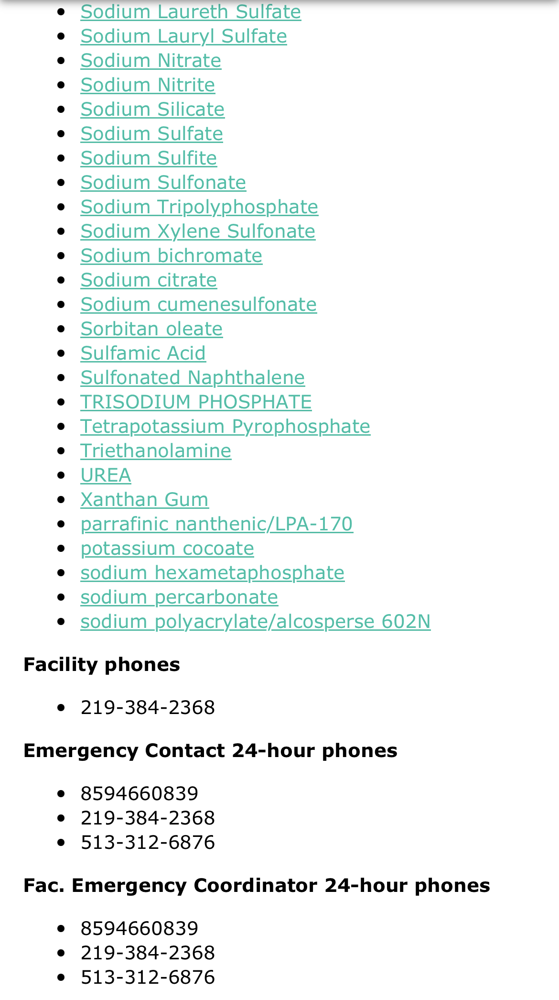 Sodium Laureth Sulfate
Sodium Lauryl Sulfate
Sodium Nitrate
Sodium Nitrite
Sodium Silicate
Sodium Sulfate
Sodium Sulfite
Sodium Sulfonate
Sodium Tripolyphosphate
Sodium Xylene Sulfonate
Sodium bichromate
Sodium citrate
Sodium cumenesulfonate
Sorbitan oleate
Sulfamic Acid
Sulfonated Naphthalene
TRISODIUM PHOSPHATE
Tetrapotassium Pyrophosphate
Triethanolamine
UREA
Xanthan Gum
parrafinic nanthenic/LPA-170
potassium cocoate
sodium hexametaphosphate
sodium percarbonate
sodium polyacrylate/alcosperse 602N
Facility phones
219-384-2368
Emergency Contact 24-hour phones
8594660839
219-384-2368
513-312-6876
Fac. Emergency Coordinator 24-hour phones
8594660839
219-384-2368
513-312-6876